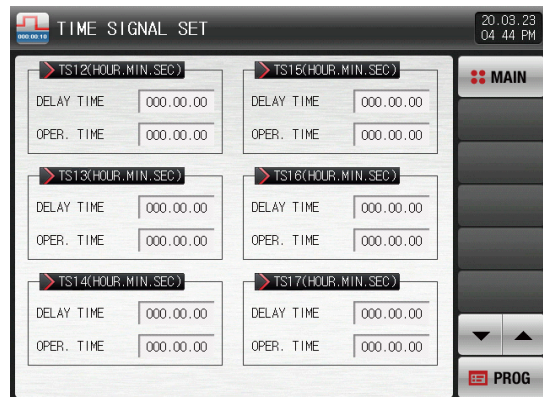 000:00:10
TIME SIGNAL SET
20.03.23
04 44 PM
TS12(HOUR.MIN.SEC)
DELAY TIME 000.00.00
OPER. TIME 000.00.00
TS15(HOUR.MIN.SEC)
DELAY TIME 000.00.00
OPER. TIME 000.00.00
TS13(HOUR.MIN.SEC)
DELAY TIME 000.00.00
OPER. TIME 000.00.00
TS16(HOUR.MIN.SEC)
DELAY TIME 000.00.00
OPER. TIME 000.00.00
TS14(HOUR.MIN.SEC)
DELAY TIME 000.00.00
OPER. TIME 000.00.00
TS17(HOUR.MIN.SEC)
DELAY TIME 000.00.00
OPER. TIME 000.00.00
MAIN
PROG